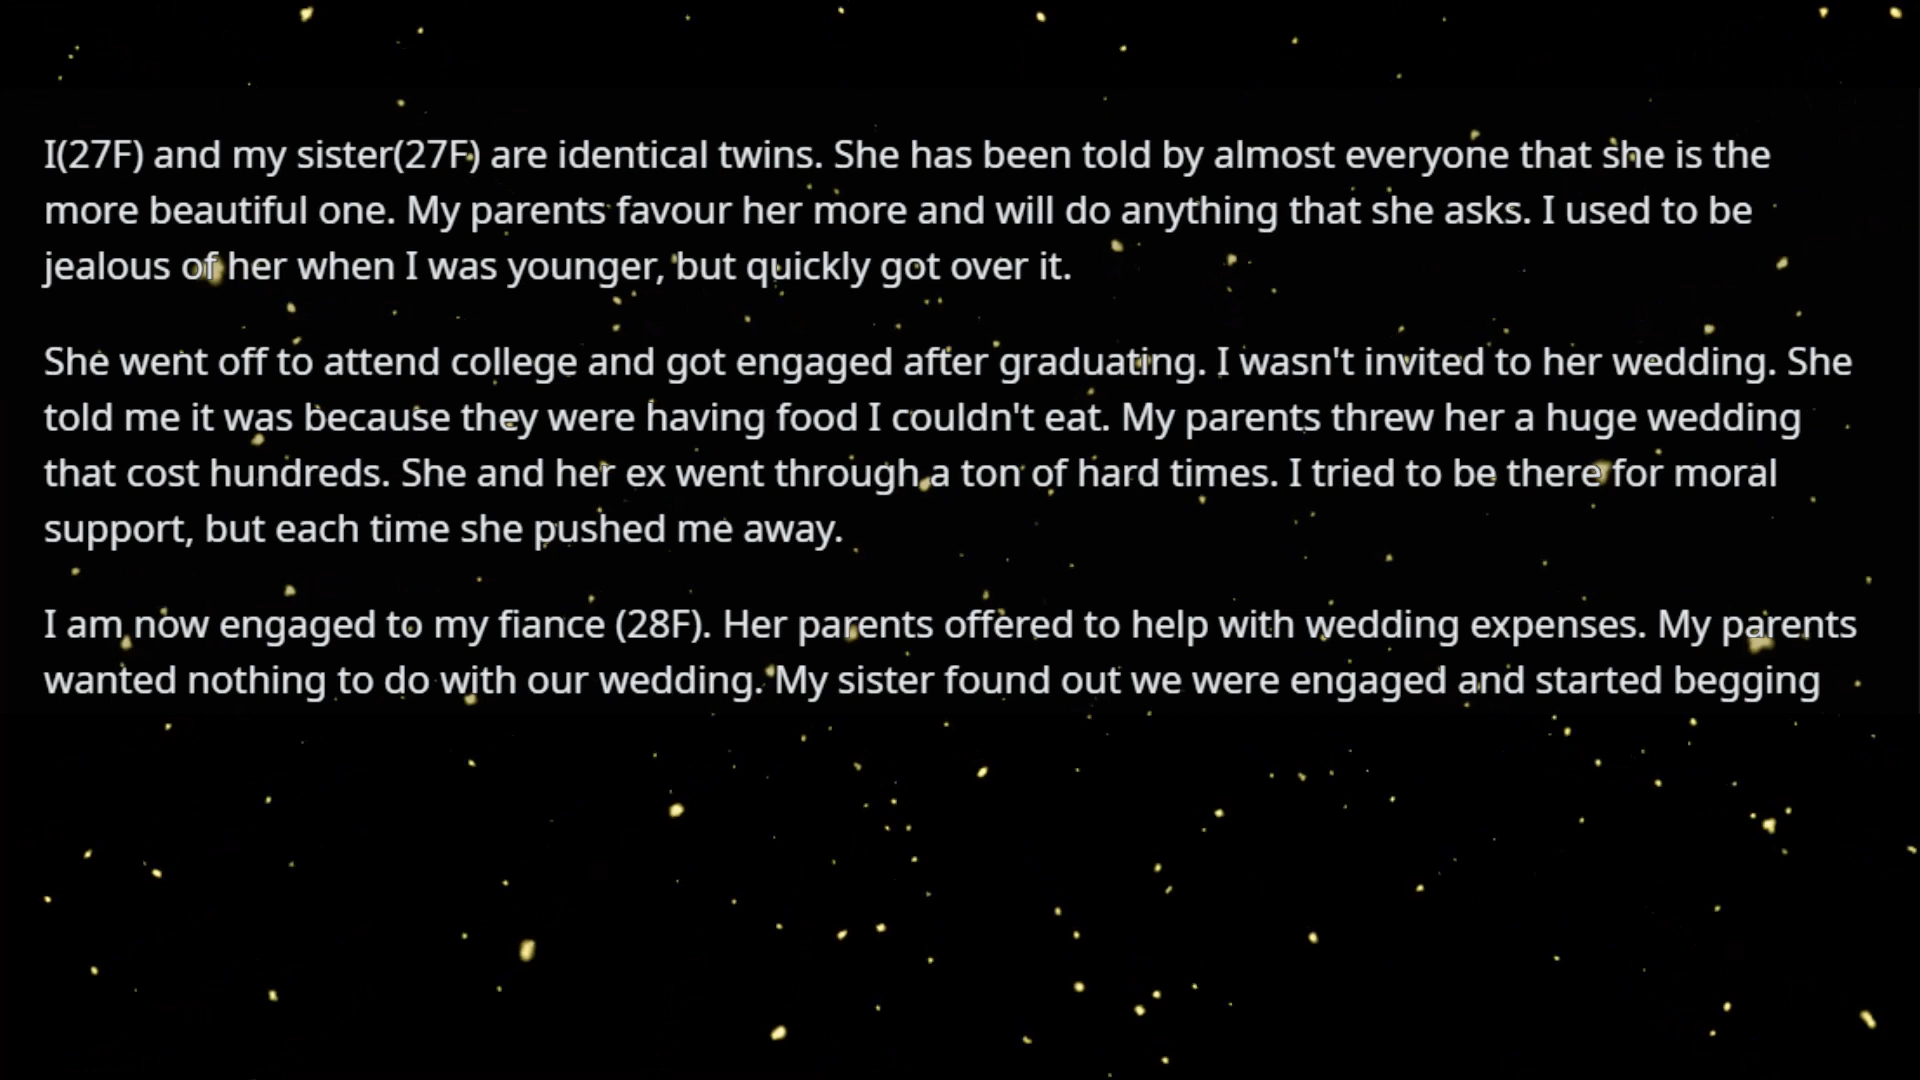 I(27F) and my sister(27F) are identical twins. She has been told by almost everyone that she is the
more beautiful one. My parents favour her more and will do anything that she asks. I used to be
jealous of her when I was younger, but quickly got over it.
She went off to attend college and got engaged after graduating. I wasn't invited to her wedding. She
told me it was because they were having food I couldn't eat. My parents threw her a huge wedding
that cost hundreds. She and her ex went through a ton of hard times. I tried to be there for moral
support, but each time she pushed me away.
I am now engaged to my fiance (28F). Her parents offered to help with wedding expenses. My parents
wanted nothing to do with our wedding. My sister found out we were engaged and started begging